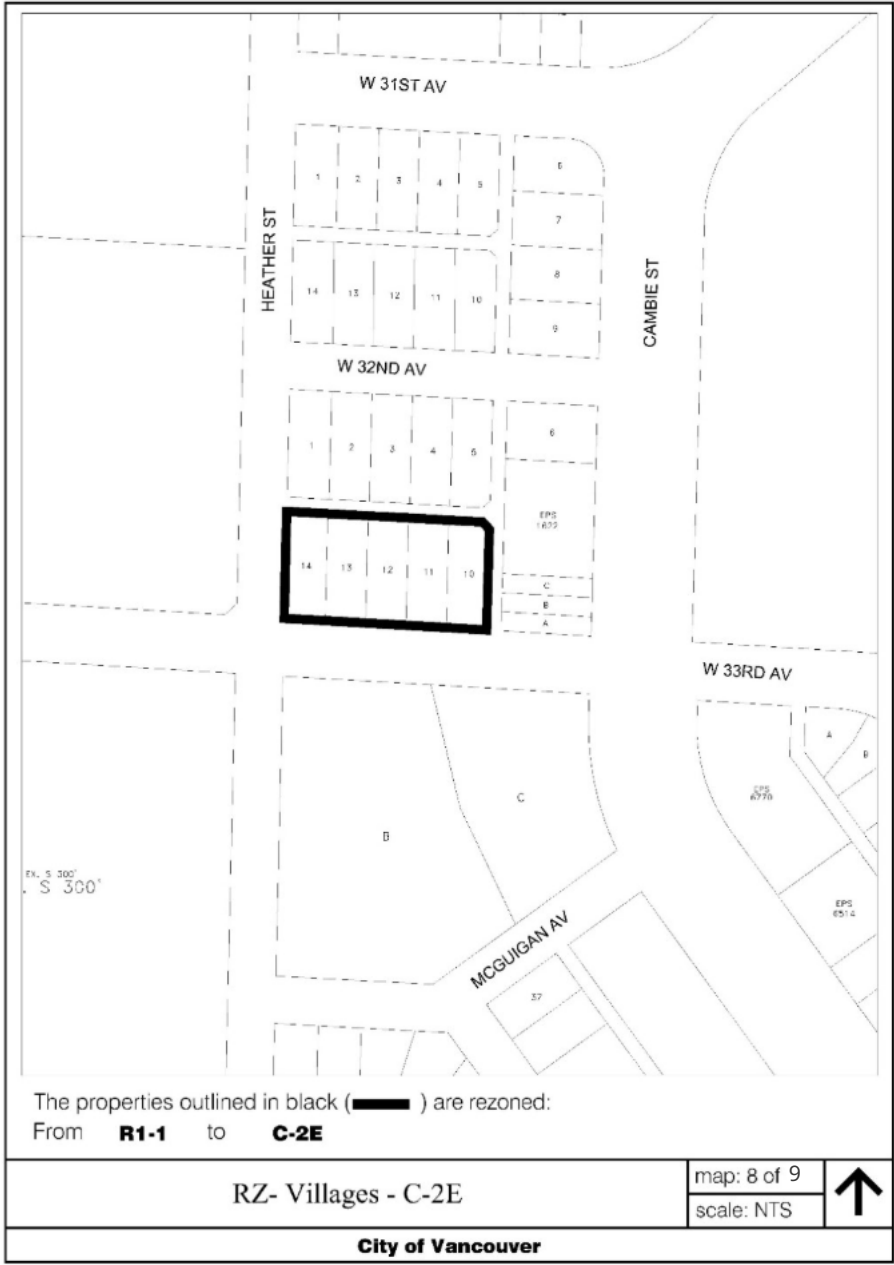 W 31ST AV
HEATHER ST
CAMBIE ST
1 2 3 4 5
6
7
14 13 12 11 10
8
9
W 32ND AV
1 2 3 4 5
6
EPS
1622
14 13 12 11 10
C
B
A
W 33RD AV
A
B
EPS
6770
C
B
EX. S 300'
. S 300'
EPS
6514
MCGUIGAN AV
37
The properties outlined in black ( ) are rezoned:
From R1-1 to C-2E
RZ- Villages - C-2E
map: 8 of 9
scale: NTS
City of Vancouver